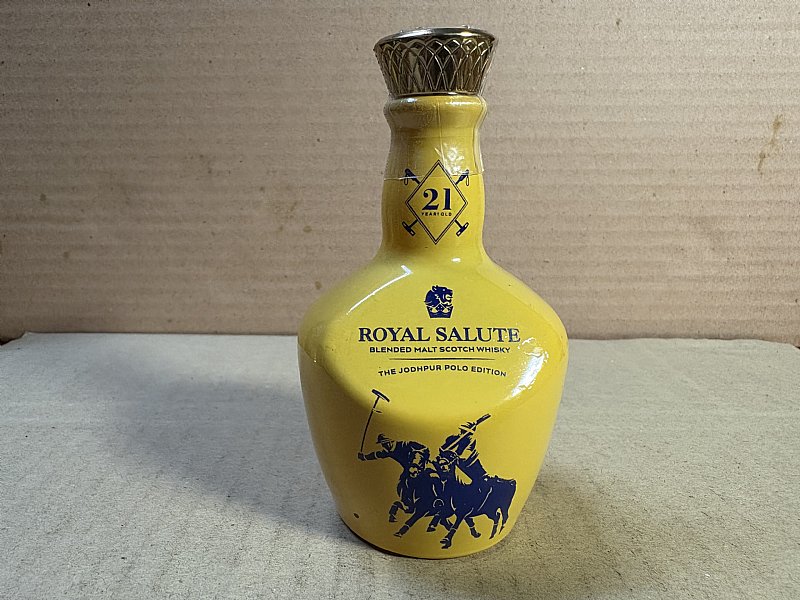 21
YEARS OLD
ROYAL SALUTE
BLENDED MALT SCOTCH WHISKY
THE JODHPUR POLO EDITION